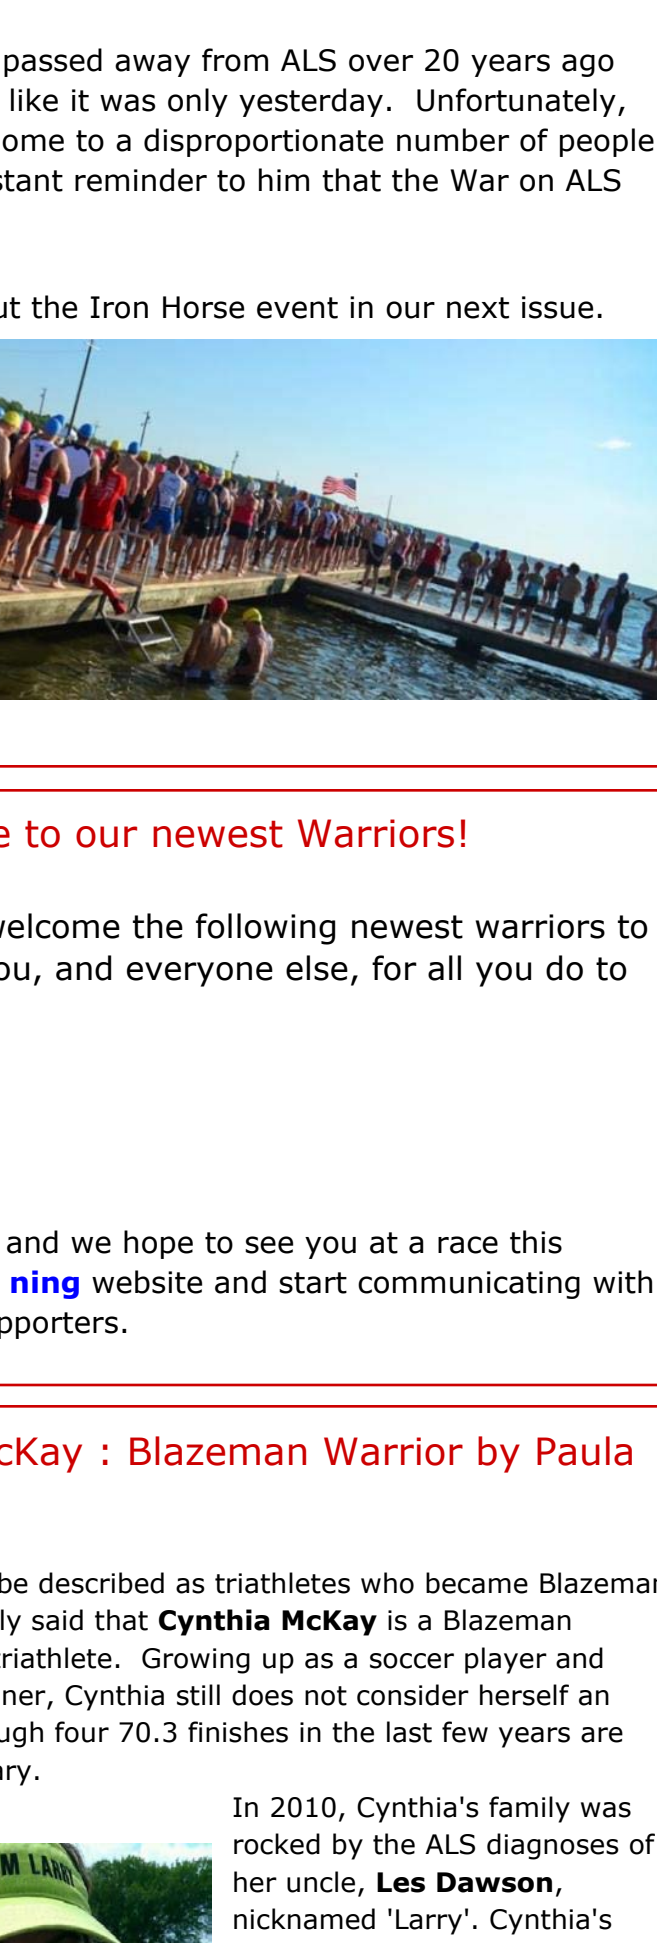 passed away from ALS over 20 years ago
like it was only yesterday.  Unfortunately,
ome to a disproportionate number of people
stant reminder to him that the War on ALS
ut the Iron Horse event in our next issue.
e to our newest Warriors!
welcome the following newest warriors to
ou, and everyone else, for all you do to
and we hope to see you at a race this
ning website and start communicating with
pporters.
cKay : Blazeman Warrior by Paula
be described as triathletes who became Blazeman
ly said that Cynthia McKay is a Blazeman
triathlete.  Growing up as a soccer player and
ner, Cynthia still does not consider herself an
ugh four 70.3 finishes in the last few years are
ary.
In 2010, Cynthia's family was
rocked by the ALS diagnoses of
her uncle, Les Dawson,
nicknamed 'Larry'. Cynthia's
M LARRY